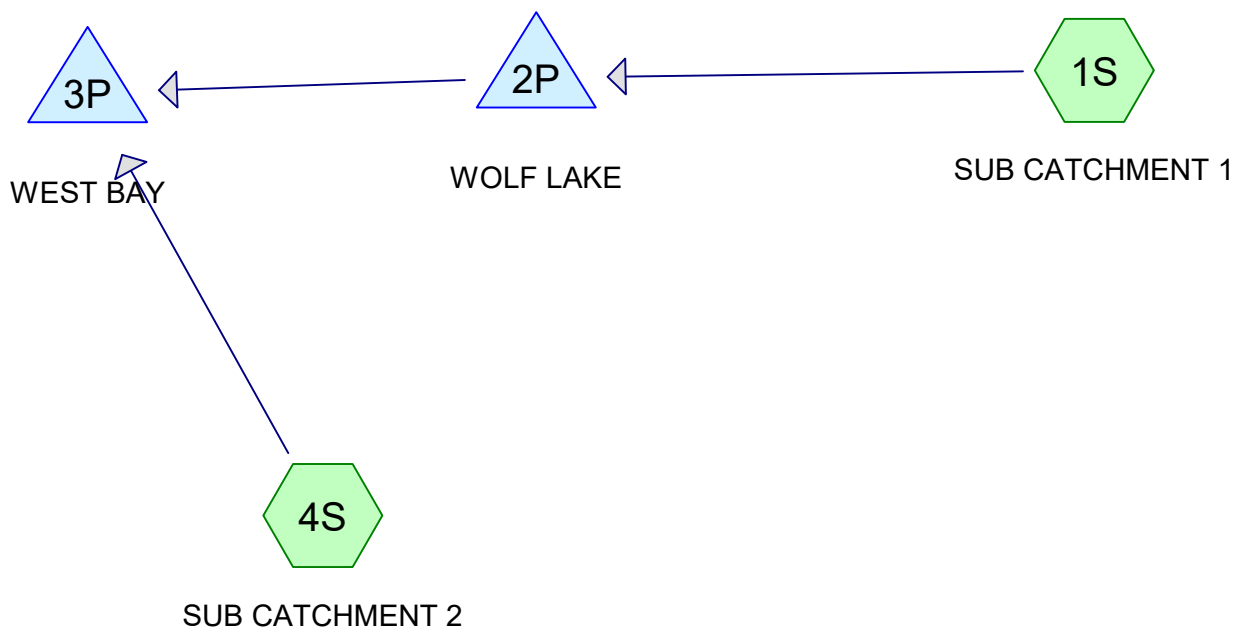 3P
2P
1S
WEST BAY
WOLF LAKE
SUB CATCHMENT 1
4S
SUB CATCHMENT 2